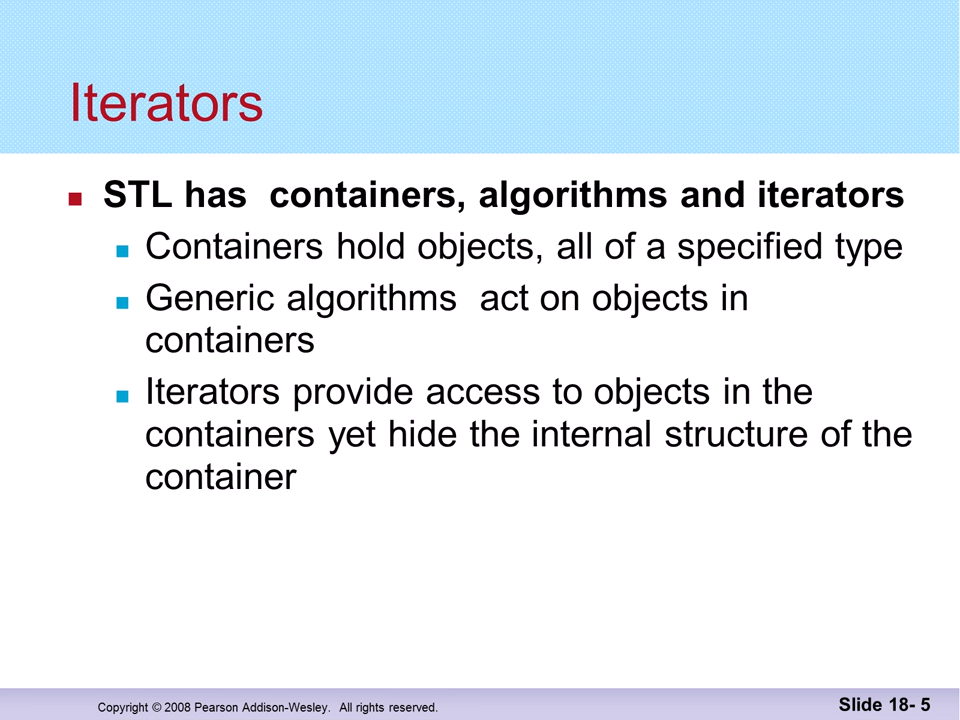 Iterators
STL has  containers, algorithms and iterators
Containers hold objects, all of a specified type
Generic algorithms  act on objects in
containers
Iterators provide access to objects in the
containers yet hide the internal structure of the
container
Copyright © 2008 Pearson Addison-Wesley.  All rights reserved.
Slide 18- 5